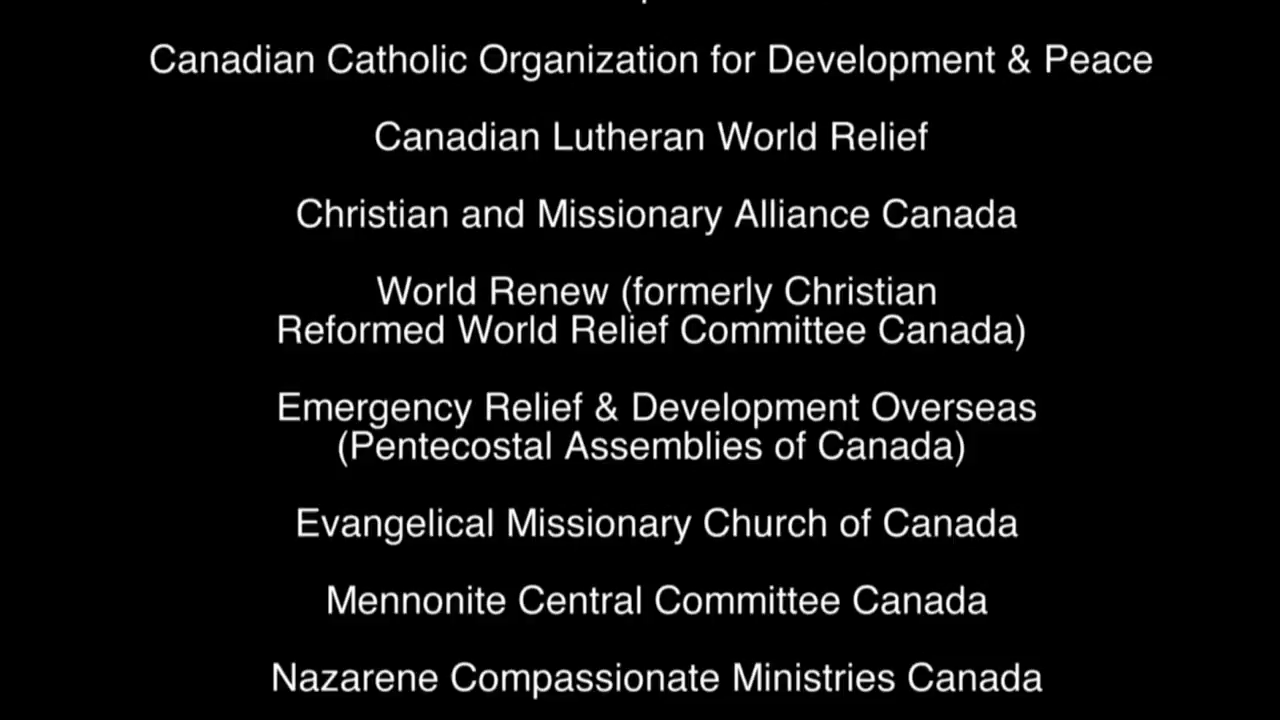 Canadian Catholic Organization for Development & Peace
Canadian Lutheran World Relief
Christian and Missionary Alliance Canada
World Renew (formerly Christian
Reformed World Relief Committee Canada)
Emergency Relief & Development Overseas
(Pentecostal Assemblies of Canada)
Evangelical Missionary Church of Canada
Mennonite Central Committee Canada
Nazarene Compassionate Ministries Canada